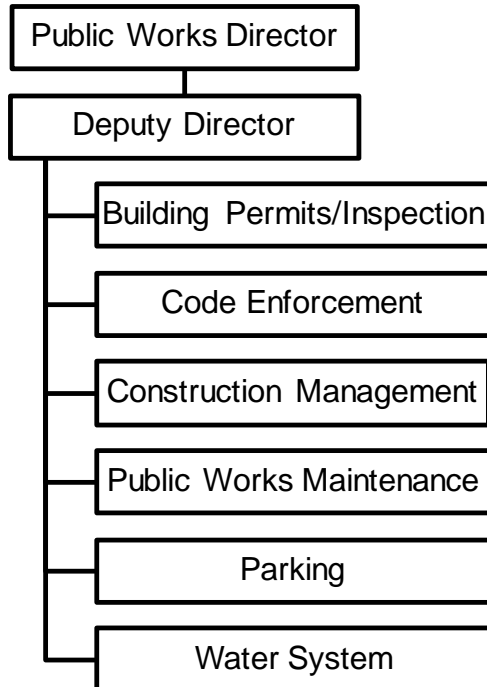 Public Works Director
Deputy Director
Building Permits/Inspection
Code Enforcement
Construction Management
Public Works Maintenance
Parking
Water System